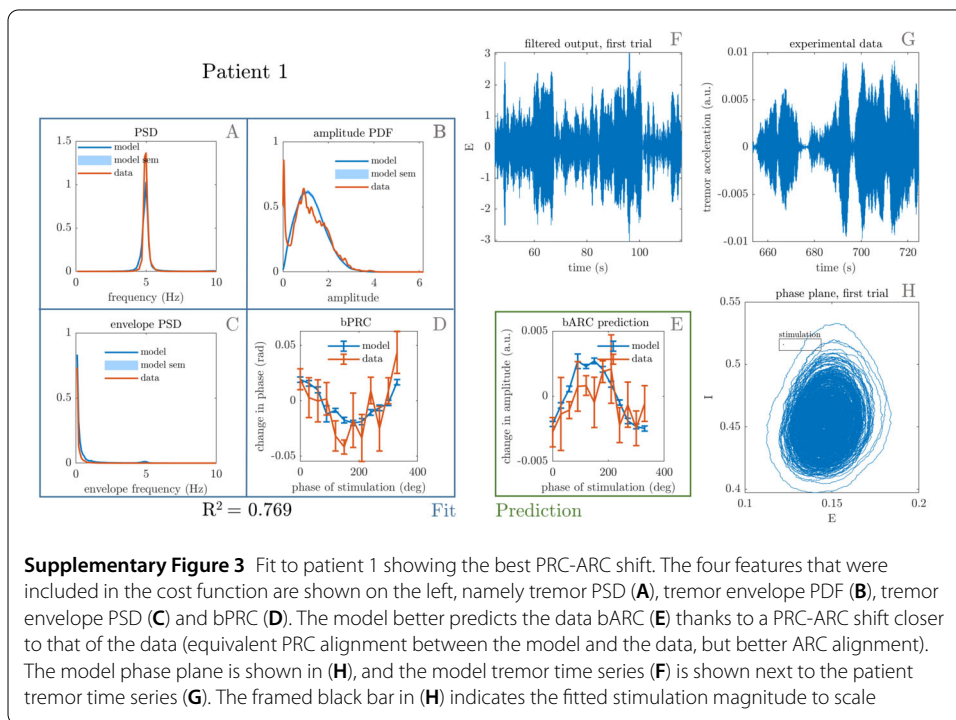 Patient 1
A
PSD
model
model sem
data
1.5
1
0.5
0
0
5
10
frequency (Hz)
B
amplitude PDF
model
model sem
data
1
0.5
0
0
2
4
6
amplitude
C
envelope PSD
model
model sem
data
1
0.5
0
0
5
10
envelope frequency (Hz)
D
bPRC
model
data
change in phase (rad)
0.05
0
-0.05
0
200
400
phase of stimulation (deg)
R² = 0.769
Fit
E
bARC prediction
model
data
change in amplitude (a.u.)
0.005
0
-0.005
0
200
400
phase of stimulation (deg)
Prediction
F
filtered output, first trial
E
3
2
1
0
-1
-2
-3
60
80
100
time (s)
G
experimental data
tremor acceleration (a.u.)
0.01
0.005
0
-0.005
-0.01
660
680
700
720
time (s)
H
phase plane, first trial
stimulation
I
0.55
0.5
0.45
0.4
0.1
0.15
0.2
E
Supplementary Figure 3 Fit to patient 1 showing the best PRC-ARC shift. The four features that were
included in the cost function are shown on the left, namely tremor PSD (A), tremor envelope PDF (B), tremor
envelope PSD (C) and bPRC (D). The model better predicts the data bARC (E) thanks to a PRC-ARC shift closer
to that of the data (equivalent PRC alignment between the model and the data, but better ARC alignment).
The model phase plane is shown in (H), and the model tremor time series (F) is shown next to the patient
tremor time series (G). The framed black bar in (H) indicates the fitted stimulation magnitude to scale